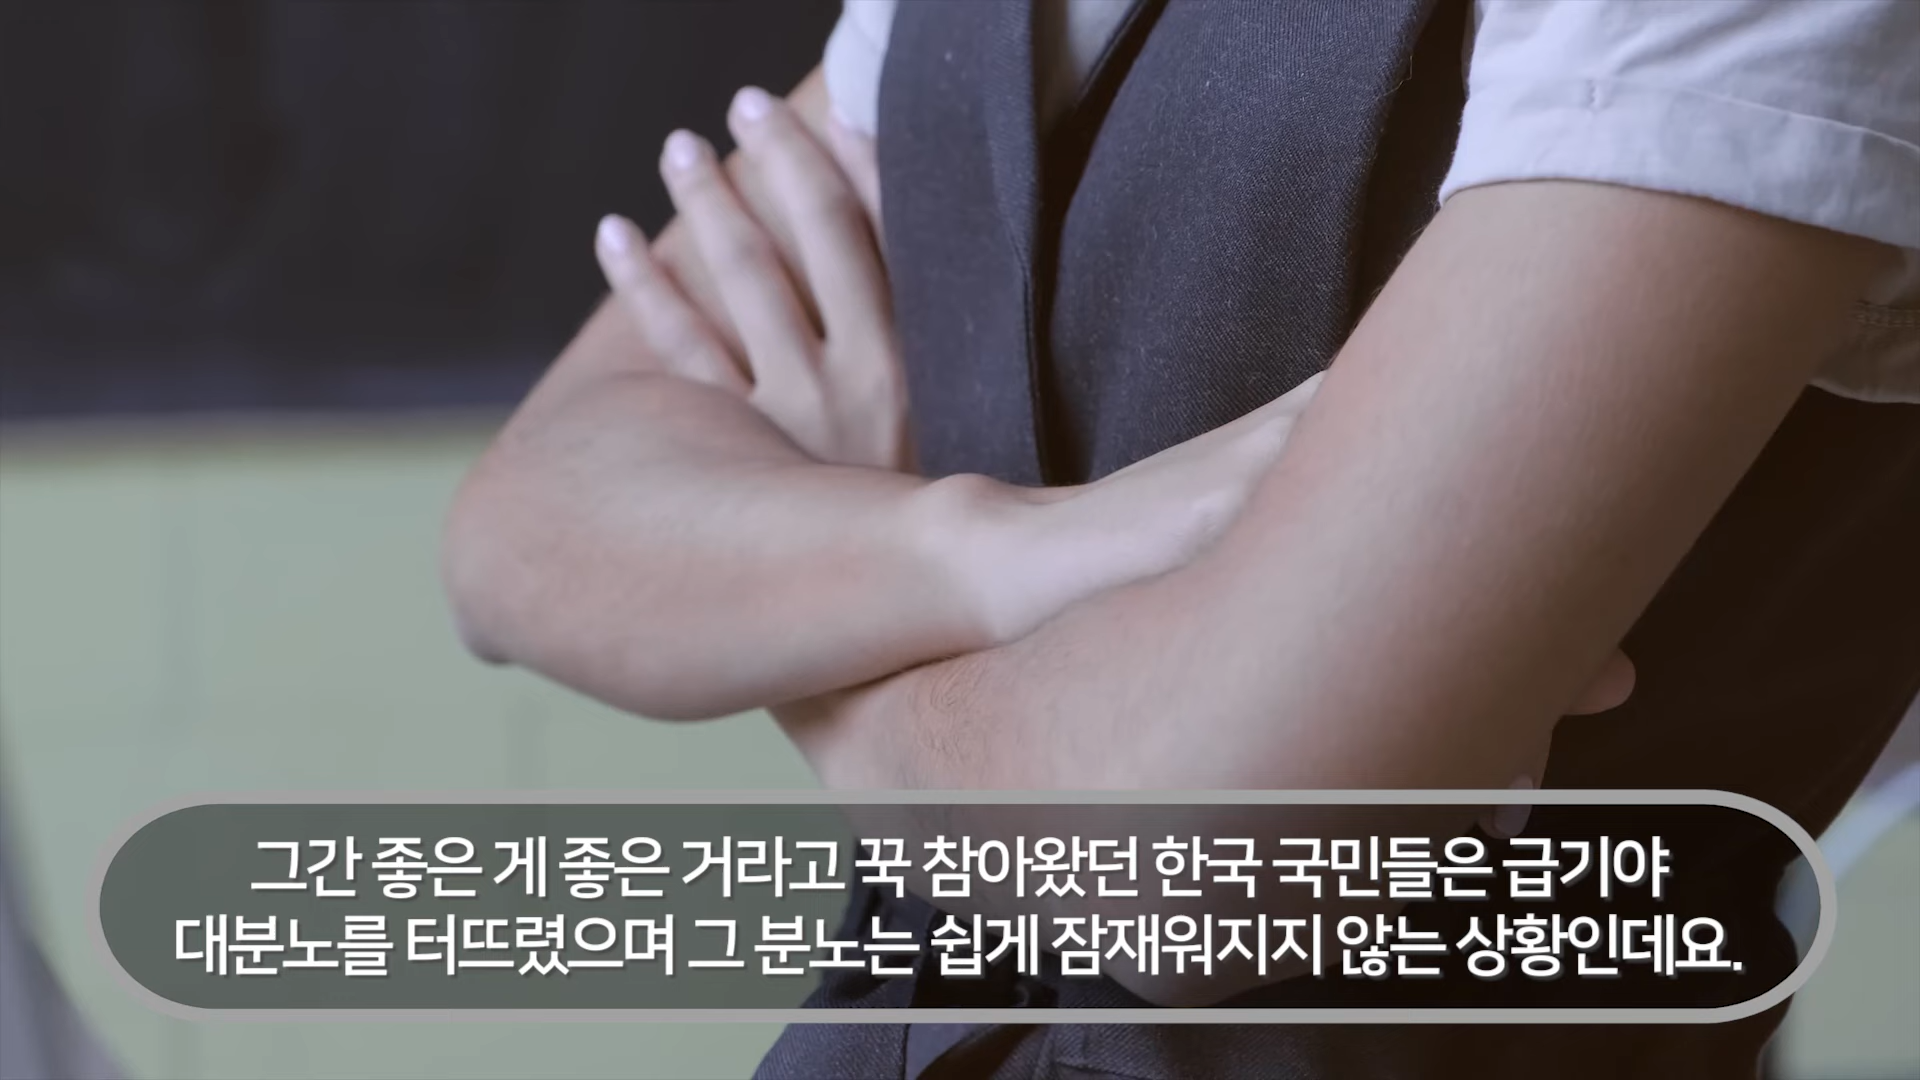 그간 좋은 게 좋은 거라고 꾹 참아왔던 한국 국민들은 급기야
대분노를 터뜨렸으며 그 분노는 쉽게 잠재워지지 않는 상황인데요.